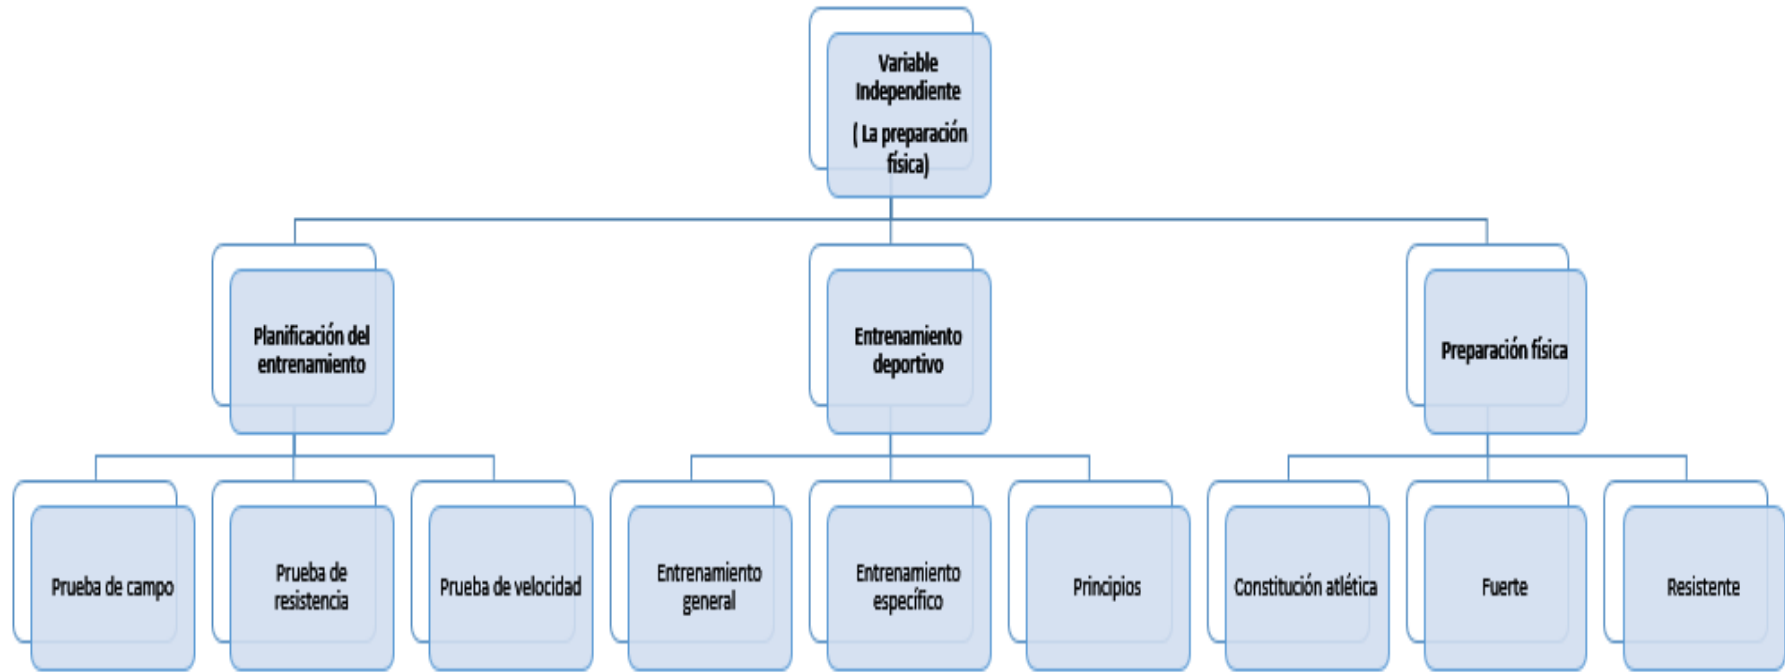 Variable
Independiente
( La preparación
física)
Planificación del
entrenamiento
Entrenamiento
deportivo
Preparación física
Prueba de campo
Prueba de
resistencia
Prueba de velocidad
Entrenamiento
general
Entrenamiento
específico
Principios
Constitución atlética
Fuerte
Resistente